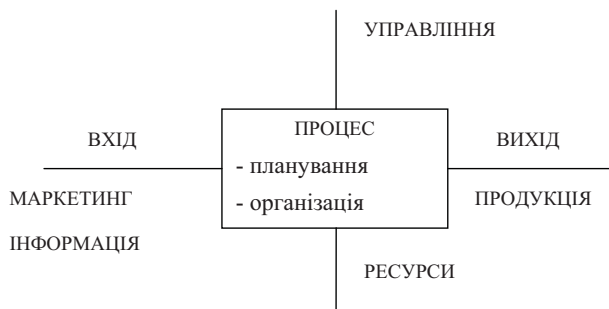 УПРАВЛІННЯ
ВХІД
ПРОЦЕС
- планування
- організація
ВИХІД
МАРКЕТИНГ
ІНФОРМАЦІЯ
ПРОДУКЦІЯ
РЕСУРСИ